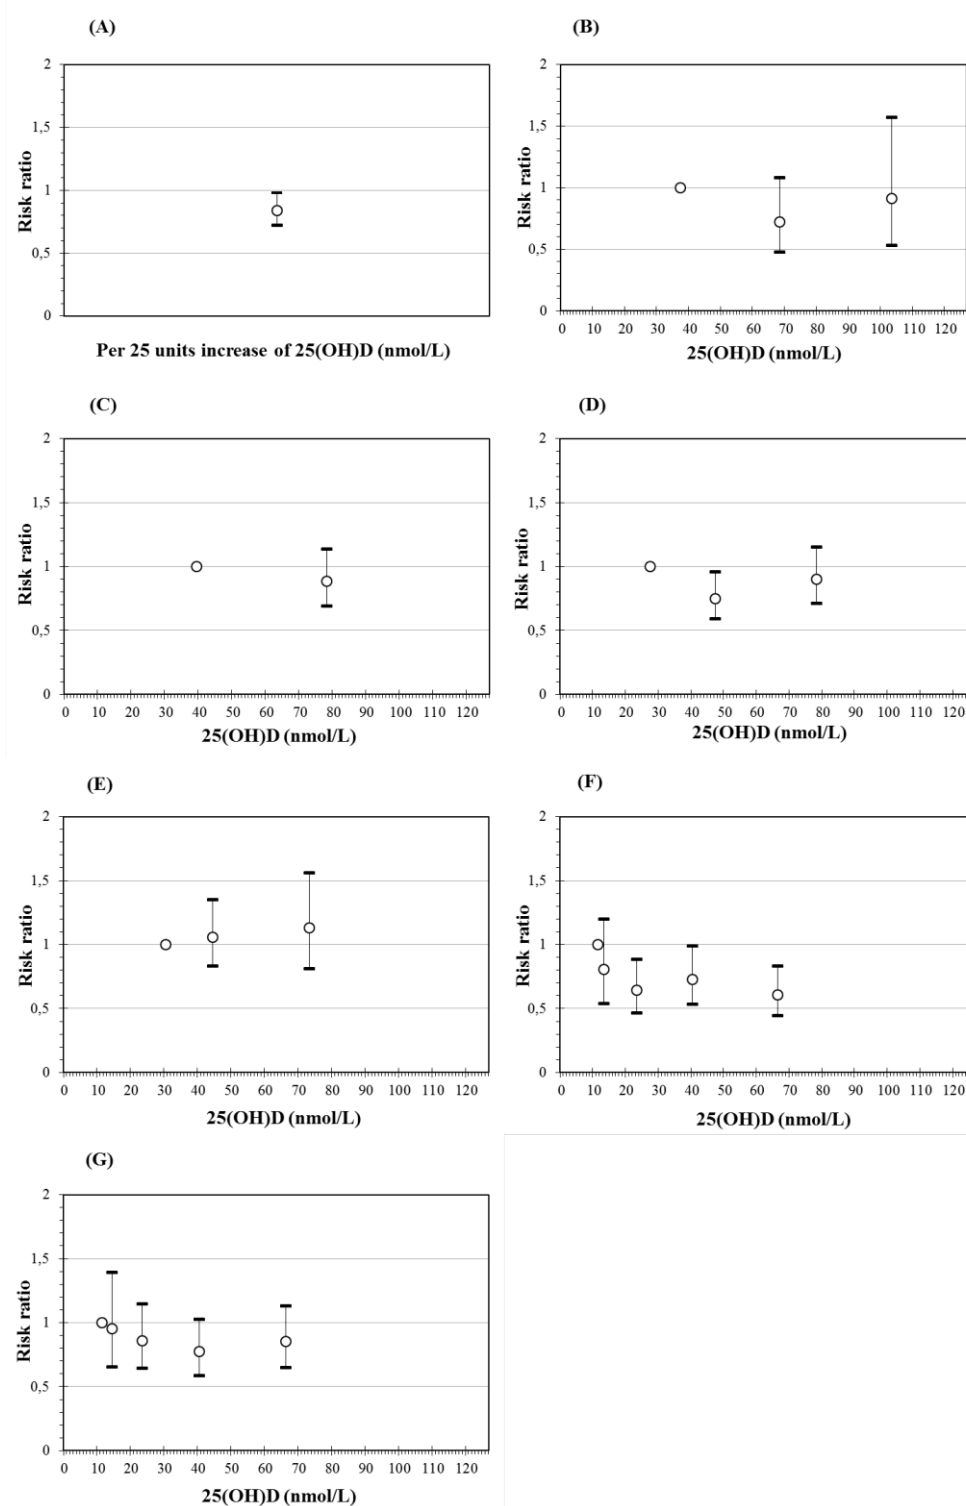 (A)
2
1,5
1
0,5
0
Risk ratio
Per 25 units increase of 25(OH)D (nmol/L)
(B)
2
1,5
1
0,5
0
Risk ratio
0 10 20 30 40 50 60 70 80 90 100 110 120
25(OH)D (nmol/L)
(C)
2
1,5
1
0,5
0
Risk ratio
0 10 20 30 40 50 60 70 80 90 100 110 120
25(OH)D (nmol/L)
(D)
2
1,5
1
0,5
0
Risk ratio
0 10 20 30 40 50 60 70 80 90 100 110 120
25(OH)D (nmol/L)
(E)
2
1,5
1
0,5
0
Risk ratio
0 10 20 30 40 50 60 70 80 90 100 110 120
25(OH)D (nmol/L)
(F)
2
1,5
1
0,5
0
Risk ratio
0 10 20 30 40 50 60 70 80 90 100 110 120
25(OH)D (nmol/L)
(G)
2
1,5
1
0,5
0
Risk ratio
0 10 20 30 40 50 60 70 80 90 100 110 120
25(OH)D (nmol/L)